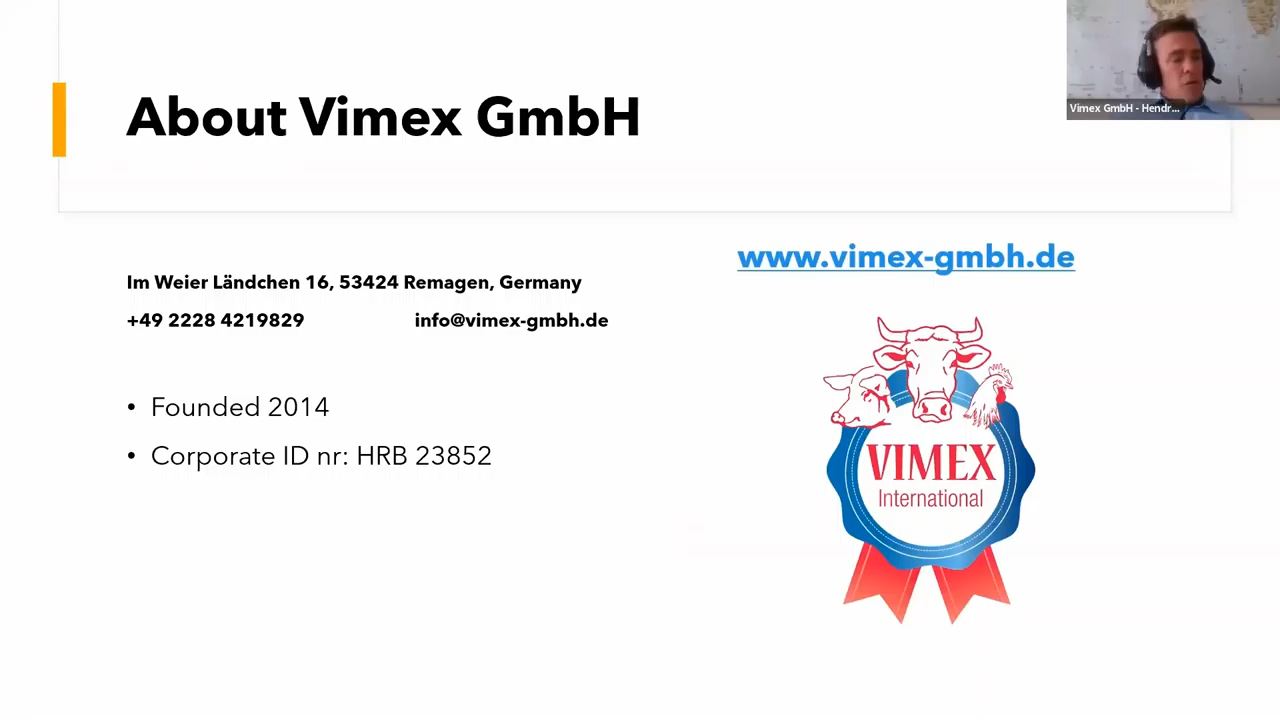 About Vimex GmbH
Vimex GmbH - Hendr...
www.vimex-gmbh.de
Im Weier Ländchen 16, 53424 Remagen, Germany
+49 2228 4219829 info@vimex-gmbh.de
• Founded 2014
• Corporate ID nr: HRB 23852
VIMEX
International